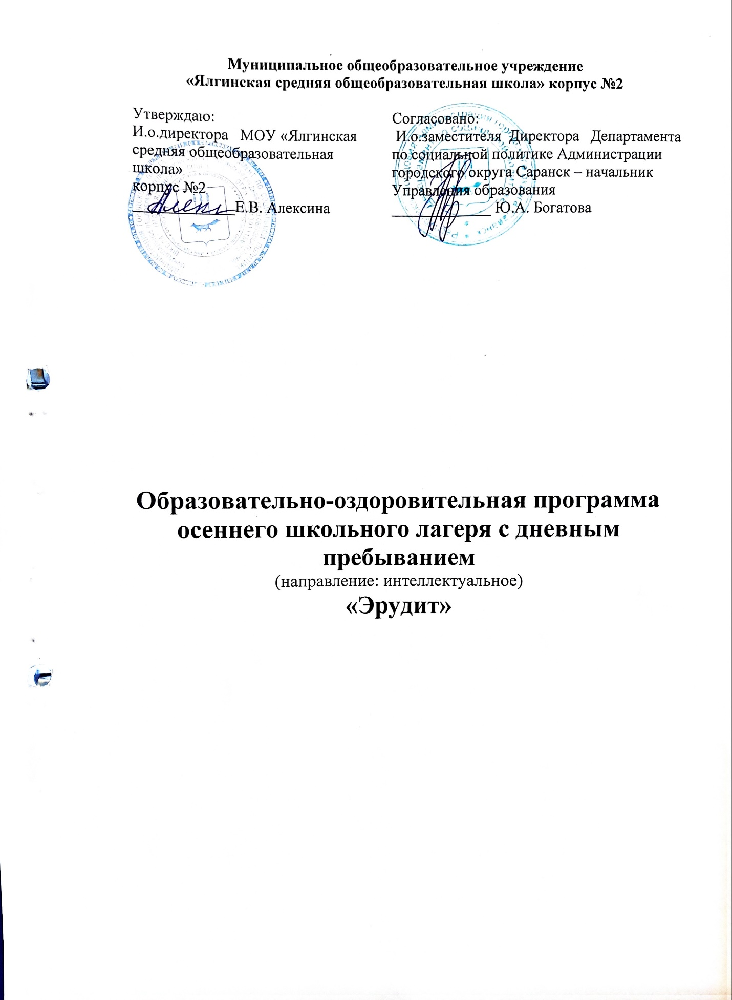 Муниципальное общеобразовательное учреждение
«Ялгинская средняя общеобразовательная школа» корпус №2
Утверждаю:
И.о.директора МОУ «Ялгинская
средняя общеобразовательная
школа»
корпус №2
Е.В. Алексина
Согласовано:
И.о.заместителя Директора Департамента
по социальной политике Администрации
городского округа Саранск – начальник
Управления образования
Ю.А. Богатова
Образовательно-оздоровительная программа
осеннего школьного лагеря с дневным
пребыванием
(направление: интеллектуальное)
«Эрудит»